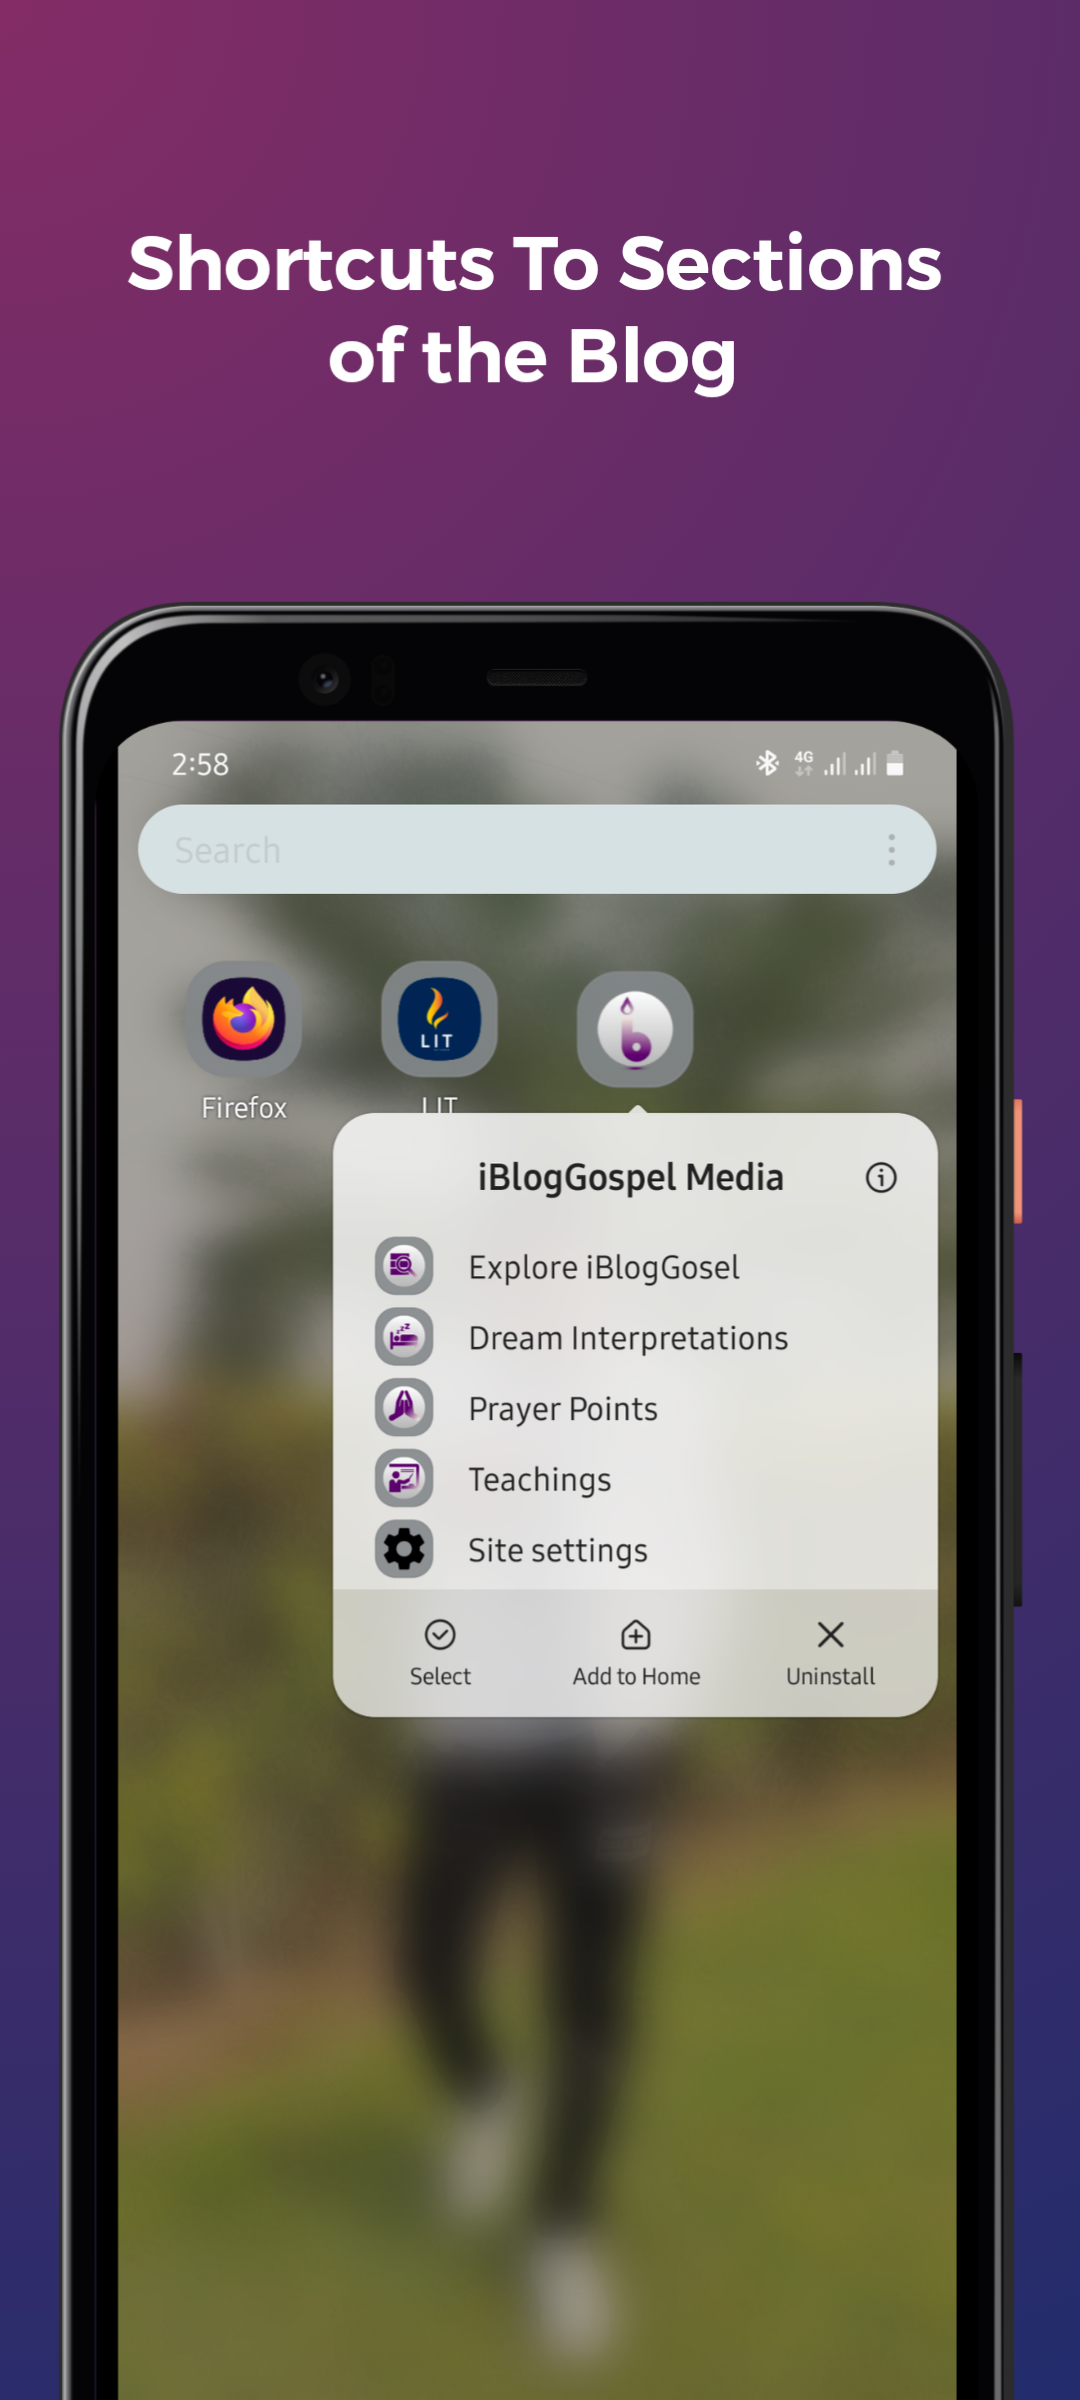 Shortcuts To Sections
of the Blog
2:58
4G
Search
LIT
Firefox
LIT
iBlogGospel Media
Explore iBlogGosel
Dream Interpretations
Prayer Points
Teachings
Site settings
Select
Add to Home
Uninstall